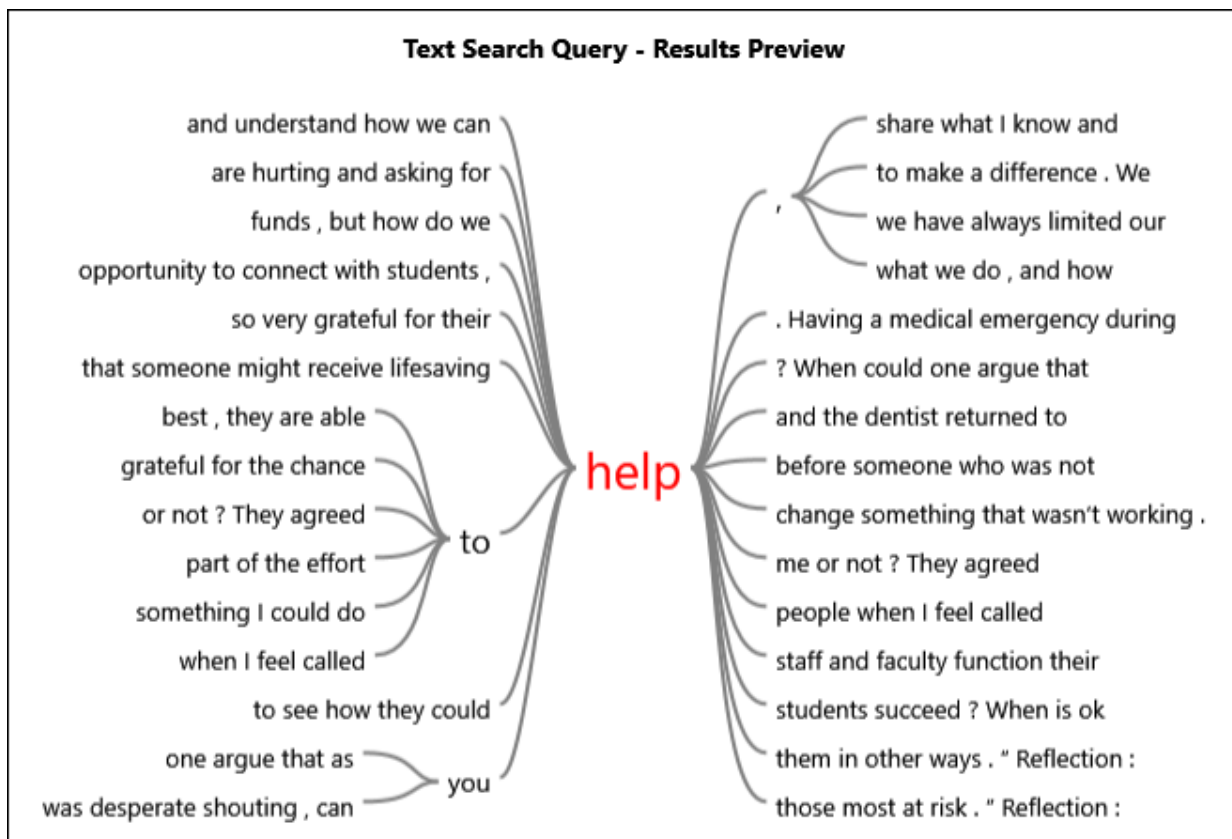 Text Search Query - Results Preview
and understand how we can
are hurting and asking for
funds , but how do we
opportunity to connect with students ,
so very grateful for their
that someone might receive lifesaving
best , they are able
grateful for the chance
or not ? They agreed
part of the effort
something I could do
when I feel called
to
to see how they could
one argue that as
was desperate shouting , can
you
help
,
share what I know and
to make a difference . We
we have always limited our
what we do , and how
. Having a medical emergency during
? When could one argue that
and the dentist returned to
before someone who was not
change something that wasn't working .
me or not ? They agreed
people when I feel called
staff and faculty function their
students succeed ? When is ok
them in other ways . “ Reflection :
those most at risk . “ Reflection :